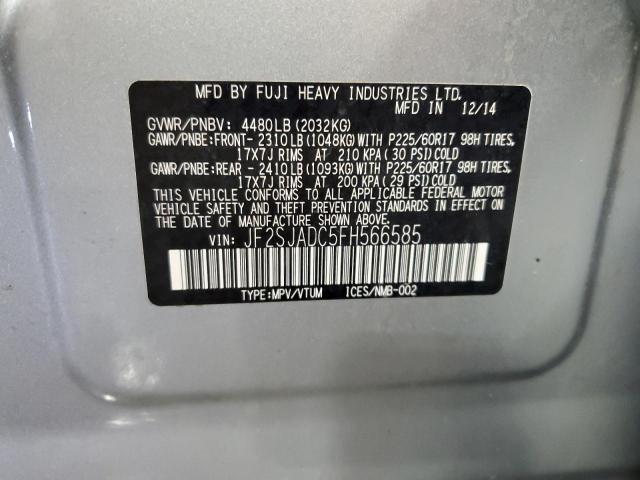 MFD BY FUJI HEAVY INDUSTRIES LTD.
MFD IN 12/14
GVWR/PNBV: 4480LB (2032KG)
GAWR/PNBE:FRONT- 2310LB(1048KG)WITH P225/60R17 98H TIRES,
17X7J RIMS AT 210 KPA (30 PSI)COLD
GAWR/PNBE:REAR - 2410LB(1093KG)WITH P225/60R17 98H TIRES,
17X7J RIMS AT 200 KPA (29 PSI)COLD
THIS VEHICLE CONFORMS TO ALL APPLICABLE FEDERAL MOTOR
VEHICLE SAFETY AND THEFT PREVENTION STANDARDS IN EFFECT ON
THE DATE OF MANUFACTURE SHOWN ABOVE.
VIN: JF2SJADC5FH566585
TYPE:MPV/VTUM ICES/NMB-002